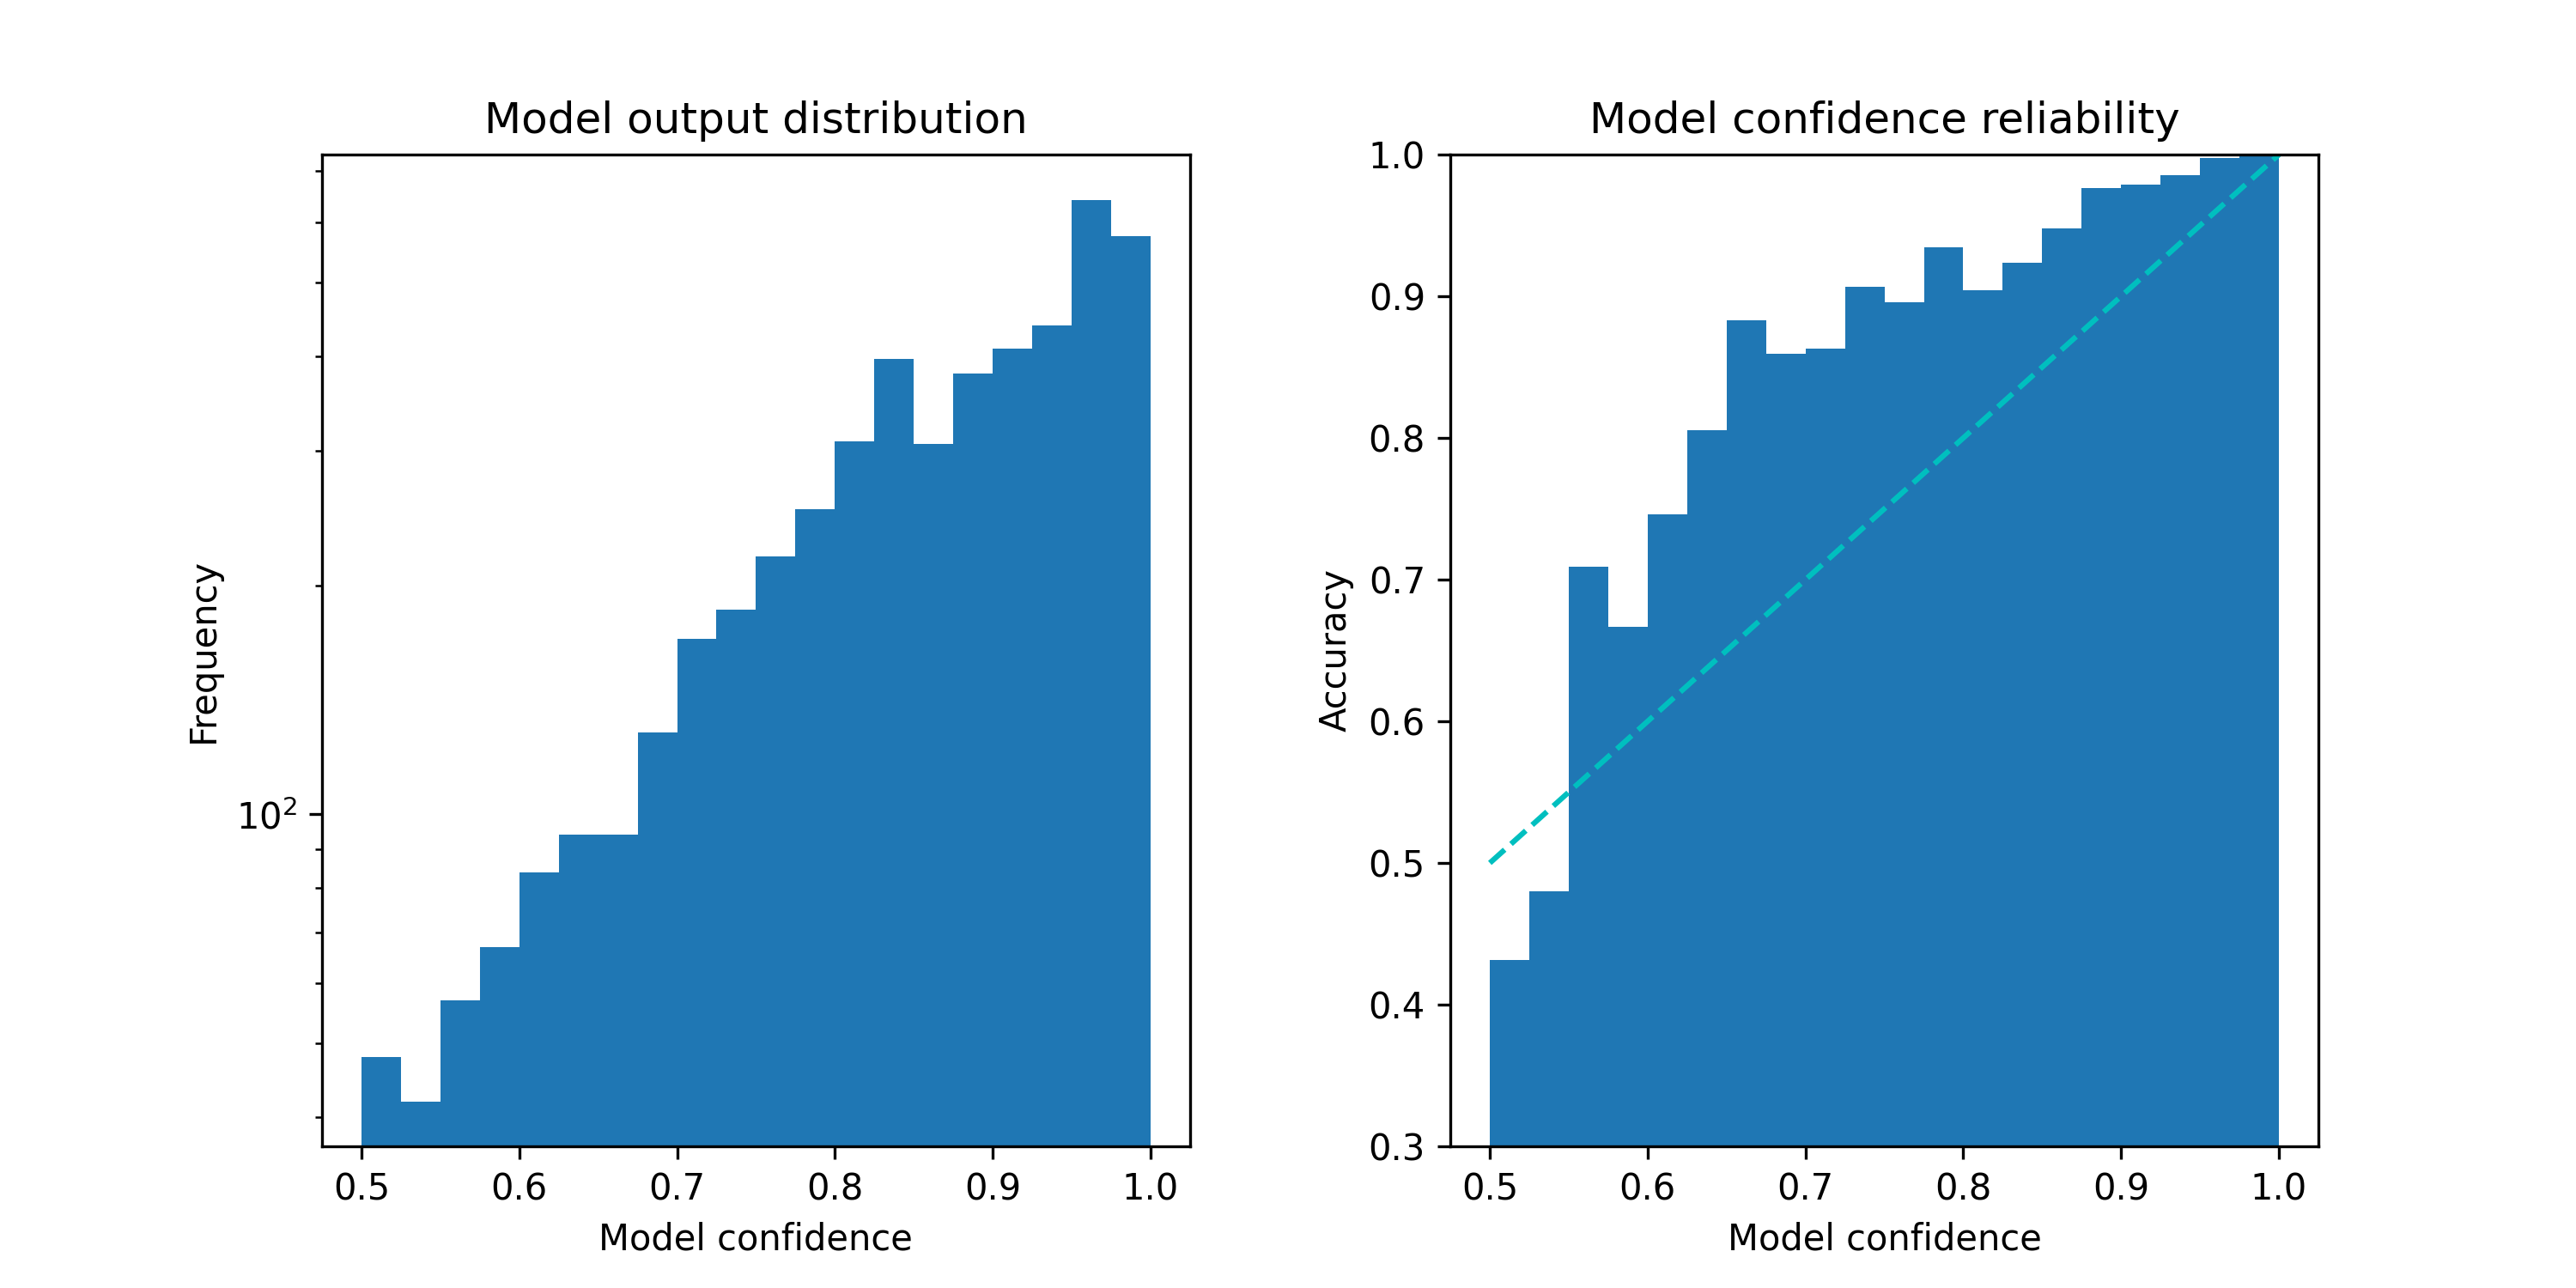 Model output distribution
Frequency
10²
0.5 0.6 0.7 0.8 0.9 1.0
Model confidence
Model confidence reliability
Accuracy
1.0
0.9
0.8
0.7
0.6
0.5
0.4
0.3
0.5 0.6 0.7 0.8 0.9 1.0
Model confidence